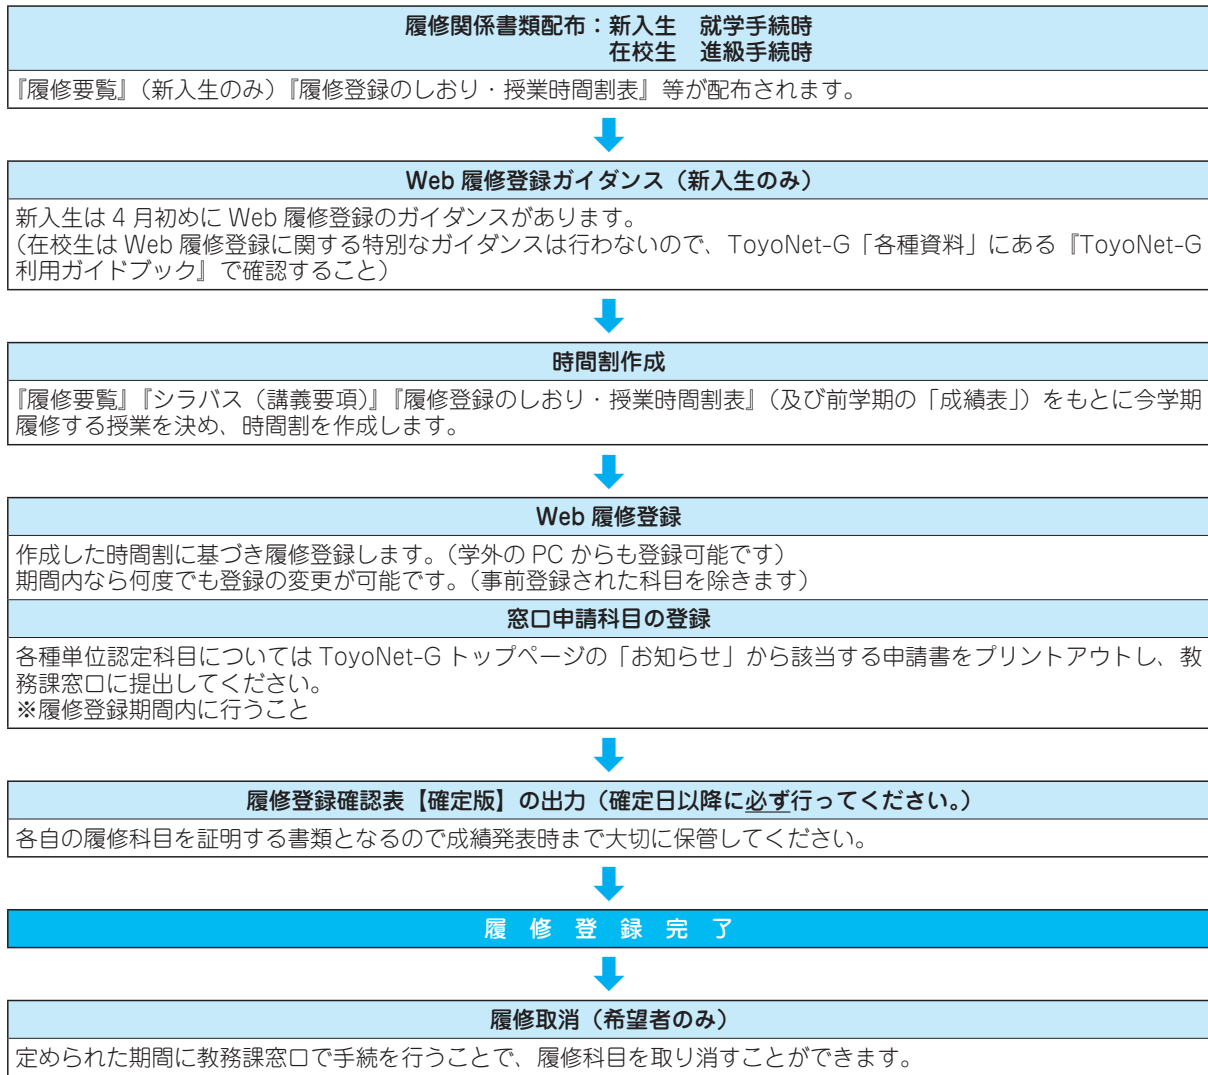 履修関係書類配布：新入生　就学手続時
在校生　進級手続時
『履修要覧』（新入生のみ）『履修登録のしおり・授業時間割表』等が配布されます。
Web 履修登録ガイダンス（新入生のみ）
新入生は 4 月初めに Web 履修登録のガイダンスがあります。
（在校生は Web 履修登録に関する特別なガイダンスは行わないので、ToyoNet-G「各種資料」にある『ToyoNet-G
利用ガイドブック』で確認すること）
時間割作成
『履修要覧』『シラバス（講義要項）』『履修登録のしおり・授業時間割表』（及び前学期の「成績表」）をもとに今学期
履修する授業を決め、時間割を作成します。
Web 履修登録
作成した時間割に基づき履修登録します。（学外の PC からも登録可能です）
期間内なら何度でも登録の変更が可能です。（事前登録された科目を除きます）
窓口申請科目の登録
各種単位認定科目については ToyoNet-G トップページの「お知らせ」から該当する申請書をプリントアウトし、教
務課窓口に提出してください。
※履修登録期間内に行うこと
履修登録確認表【確定版】の出力（確定日以降に必ず行ってください。）
各自の履修科目を証明する書類となるので成績発表時まで大切に保管してください。
履　修　登　録　完　了
履修取消（希望者のみ）
定められた期間に教務課窓口で手続を行うことで、履修科目を取り消すことができます。